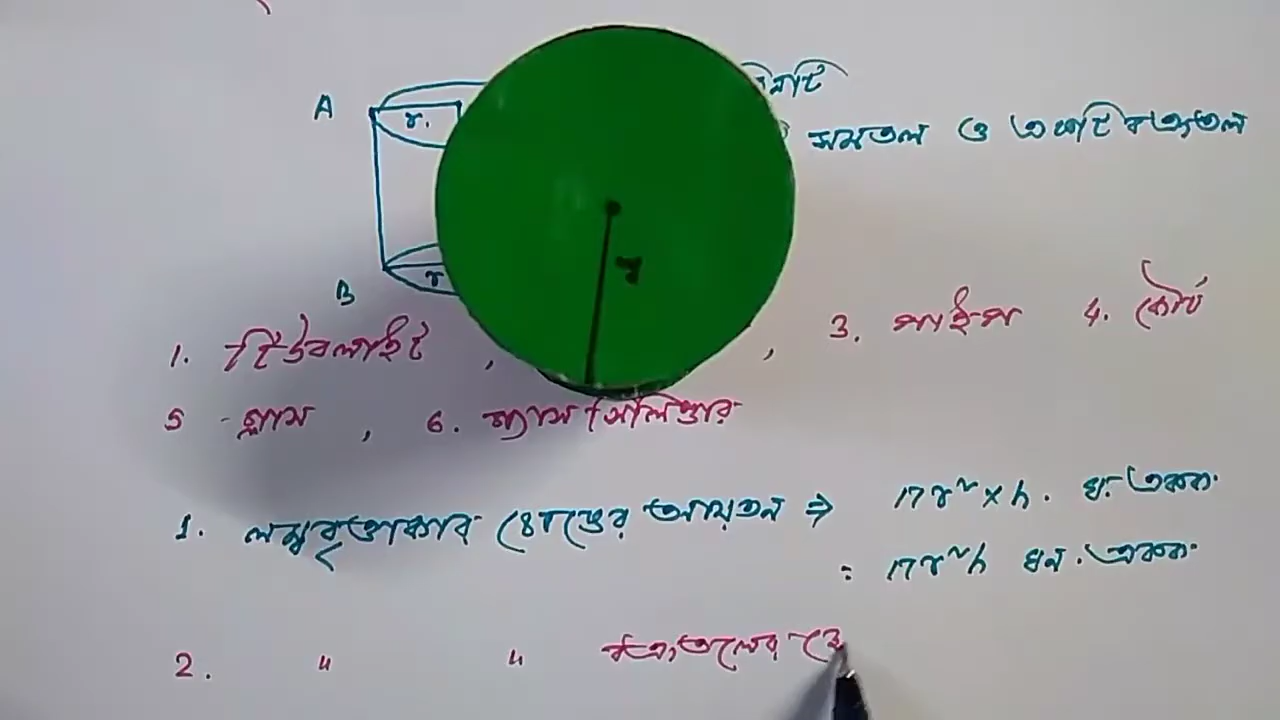 A r. টি
সমতল ও একটি বক্রতল
r
B r
1. টিউবলাইট , , 3. পাইপ 4. কৌটা
5 গ্লাস , 6. গ্যাস সিলিণ্ডার
1. লম্ববৃত্তাকার চোঙের আয়তন ⇒ πr² × h. ঘ. একক
= πr²h ঘন. একক
2. " " বক্রতলের ক্ষে